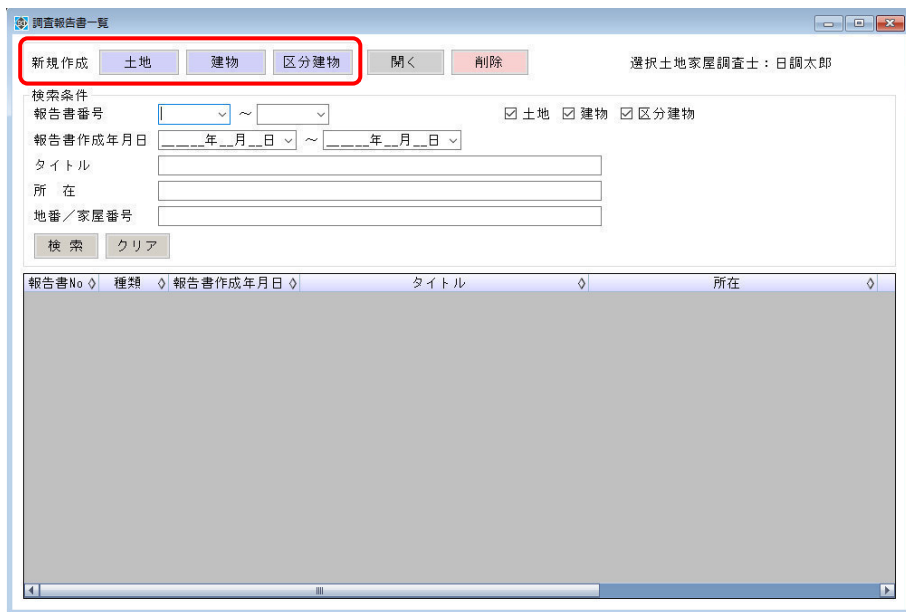 調査報告書一覧
新規作成 土地 建物 区分建物 開く 削除 選択土地家屋調査士：日調太郎
検索条件
報告書番号 ～ 土地 建物 区分建物
報告書作成年月日 _____年__月__日 ～ _____年__月__日
タイトル
所 在
地番／家屋番号
検 索 クリア
報告書No 種類 報告書作成年月日 タイトル 所在